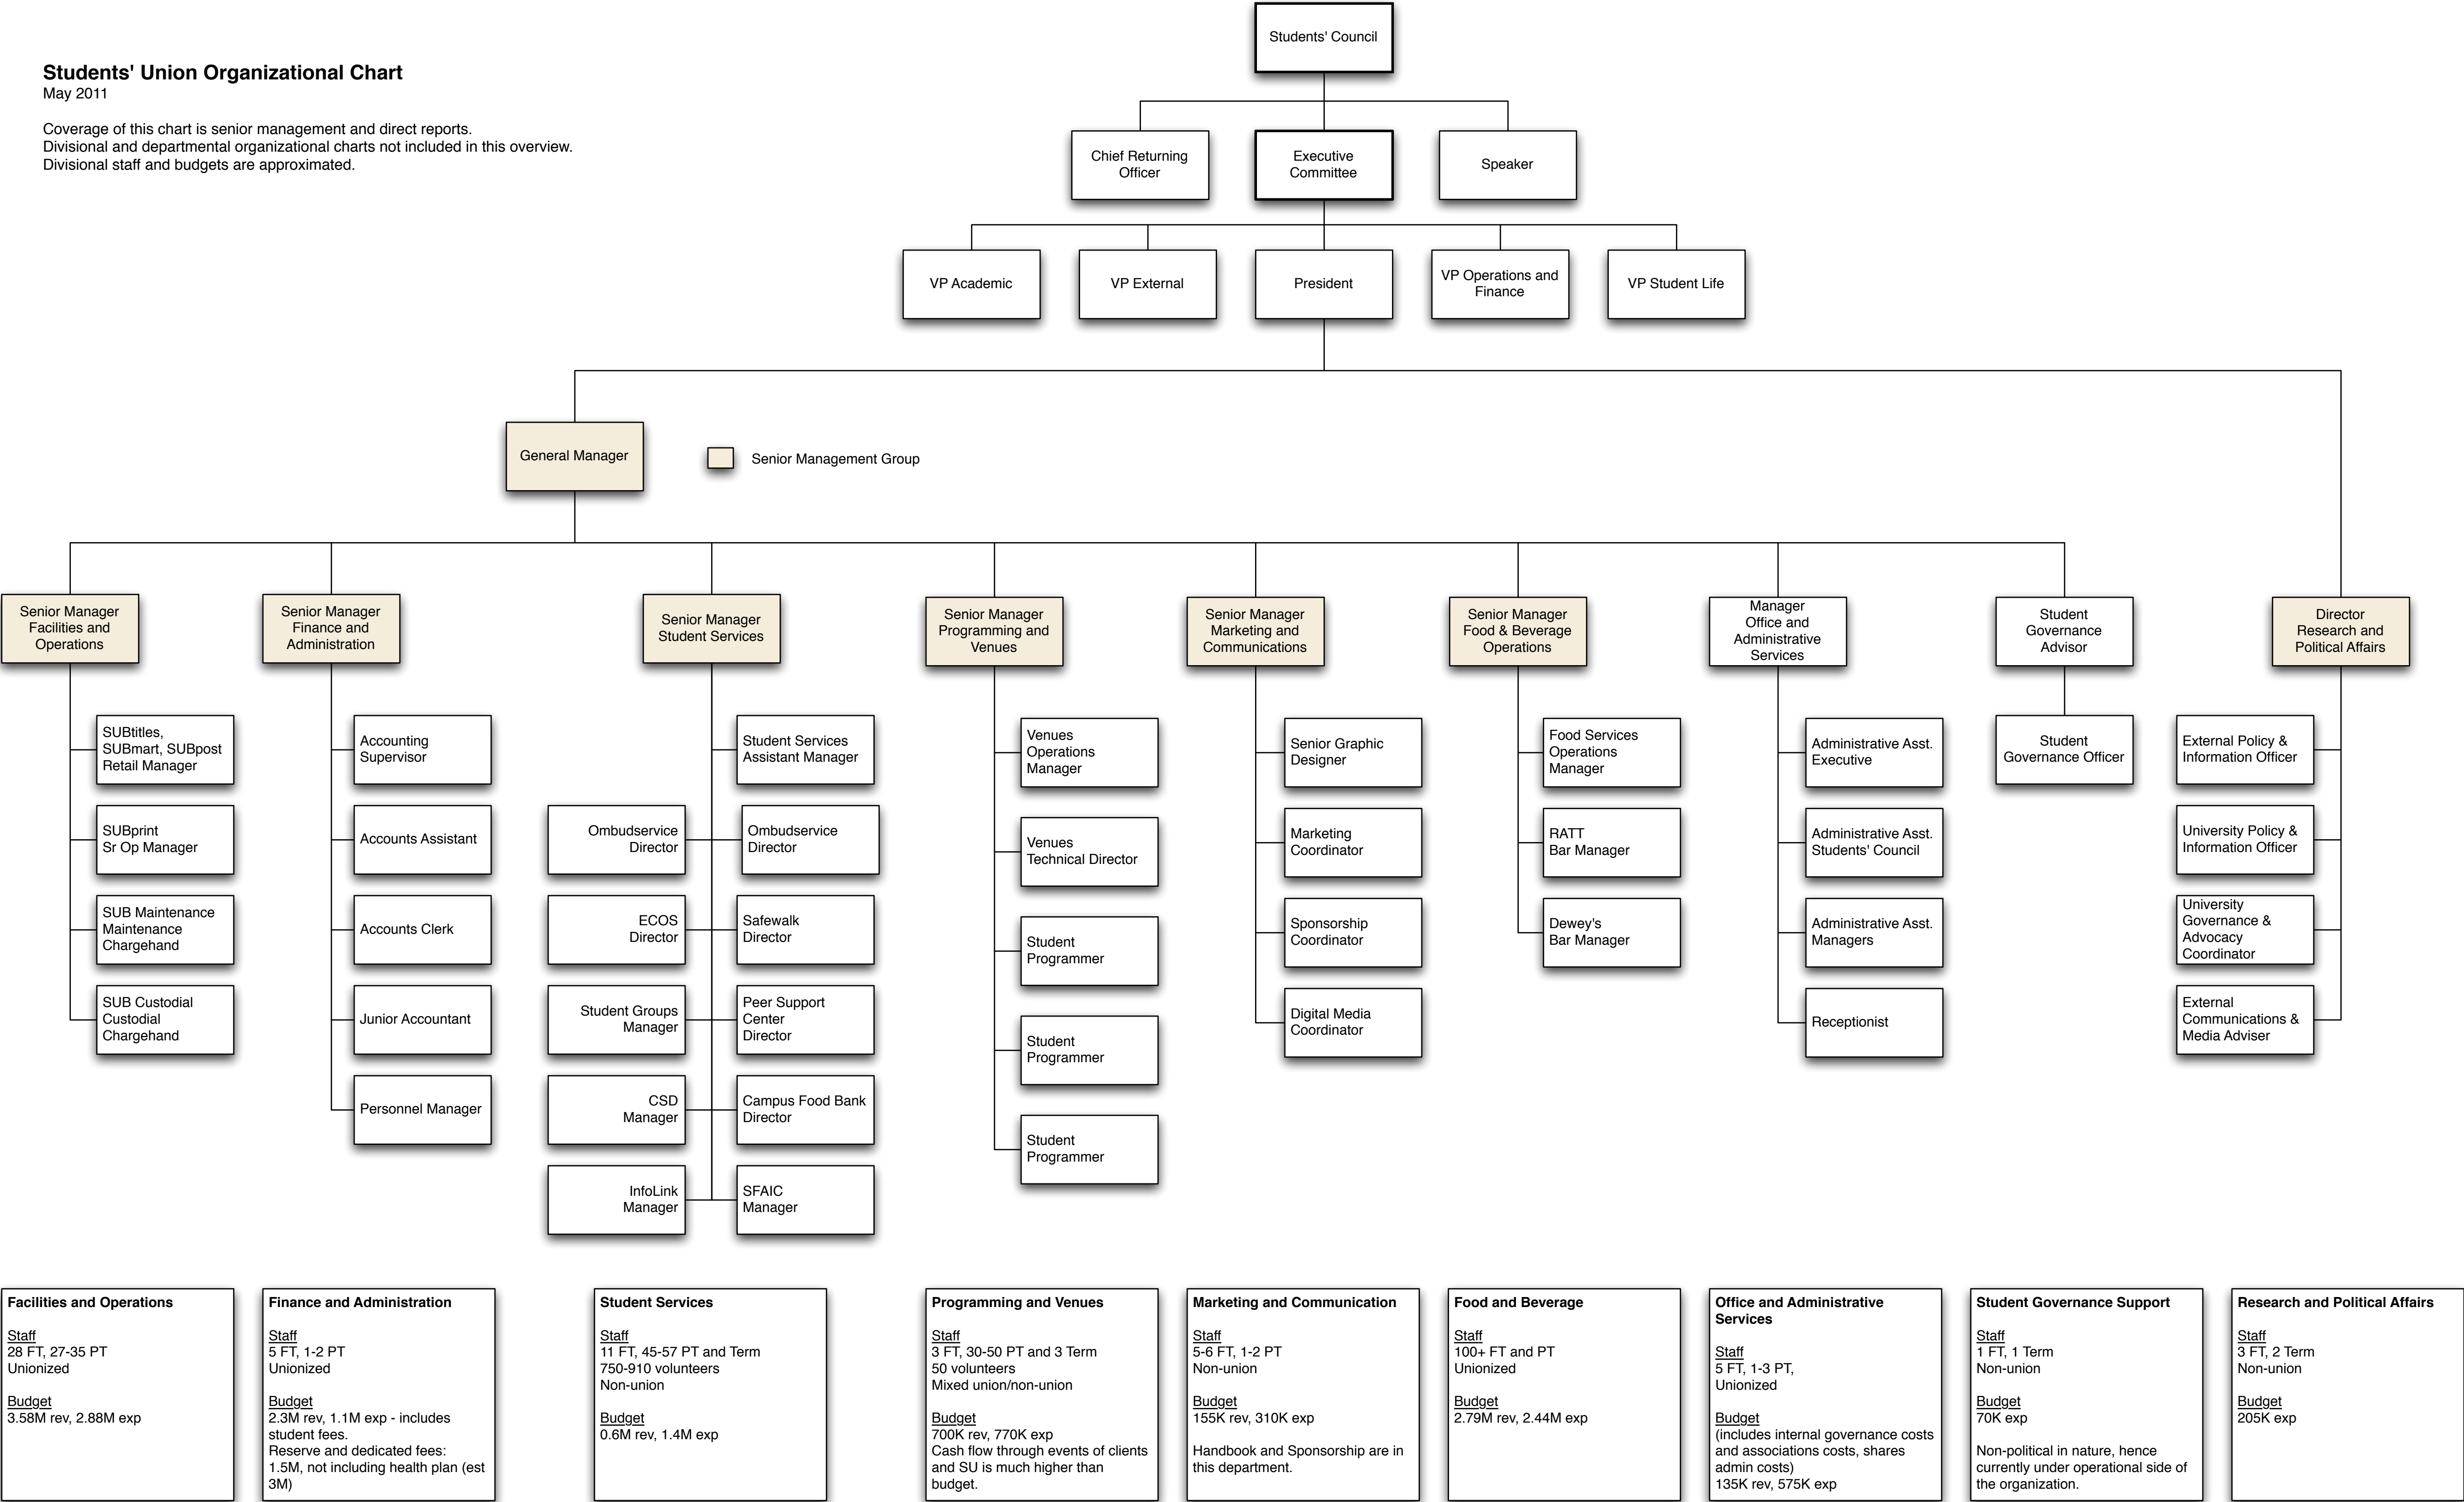 Students' Council
Students' Union Organizational Chart
May 2011
Coverage of this chart is senior management and direct reports.
Divisional and departmental organizational charts not included in this overview.
Divisional staff and budgets are approximated.
Chief Returning
Officer
Executive
Committee
Speaker
VP Academic
VP External
President
VP Operations and
Finance
VP Student Life
General Manager
Senior Management Group
Senior Manager
Facilities and
Operations
Senior Manager
Finance and
Administration
Senior Manager
Student Services
Senior Manager
Programming and
Venues
Senior Manager
Marketing and
Communications
Senior Manager
Food & Beverage
Operations
Manager
Office and
Administrative
Services
Student
Governance
Advisor
Director
Research and
Political Affairs
SUBtitles,
SUBmart, SUBpost
Retail Manager
SUBprint
Sr Op Manager
SUB Maintenance
Maintenance
Chargehand
SUB Custodial
Custodial
Chargehand
Accounting
Supervisor
Accounts Assistant
Accounts Clerk
Junior Accountant
Personnel Manager
Student Services
Assistant Manager
Ombudservice
Director
Ombudservice
Director
ECOS
Director
Safewalk
Director
Student Groups
Manager
Peer Support
Center
Director
CSD
Manager
Campus Food Bank
Director
InfoLink
Manager
SFAIC
Manager
Venues
Operations
Manager
Venues
Technical Director
Student
Programmer
Student
Programmer
Student
Programmer
Senior Graphic
Designer
Marketing
Coordinator
Sponsorship
Coordinator
Digital Media
Coordinator
Food Services
Operations
Manager
RATT
Bar Manager
Dewey's
Bar Manager
Administrative Asst.
Executive
Administrative Asst.
Students' Council
Administrative Asst.
Managers
Receptionist
Student
Governance Officer
External Policy &
Information Officer
University Policy &
Information Officer
University
Governance &
Advocacy
Coordinator
External
Communications &
Media Adviser
Facilities and Operations
Staff
28 FT, 27-35 PT
Unionized
Budget
3.58M rev, 2.88M exp
Finance and Administration
Staff
5 FT, 1-2 PT
Unionized
Budget
2.3M rev, 1.1M exp - includes
student fees.
Reserve and dedicated fees:
1.5M, not including health plan (est
3M)
Student Services
Staff
11 FT, 45-57 PT and Term
750-910 volunteers
Non-union
Budget
0.6M rev, 1.4M exp
Programming and Venues
Staff
3 FT, 30-50 PT and 3 Term
50 volunteers
Mixed union/non-union
Budget
700K rev, 770K exp
Cash flow through events of clients
and SU is much higher than
budget.
Marketing and Communication
Staff
5-6 FT, 1-2 PT
Non-union
Budget
155K rev, 310K exp
Handbook and Sponsorship are in
this department.
Food and Beverage
Staff
100+ FT and PT
Unionized
Budget
2.79M rev, 2.44M exp
Office and Administrative
Services
Staff
5 FT, 1-3 PT,
Unionized
Budget
(includes internal governance costs
and associations costs, shares
admin costs)
135K rev, 575K exp
Student Governance Support
Staff
1 FT, 1 Term
Non-union
Budget
70K exp
Non-political in nature, hence
currently under operational side of
the organization.
Research and Political Affairs
Staff
3 FT, 2 Term
Non-union
Budget
205K exp